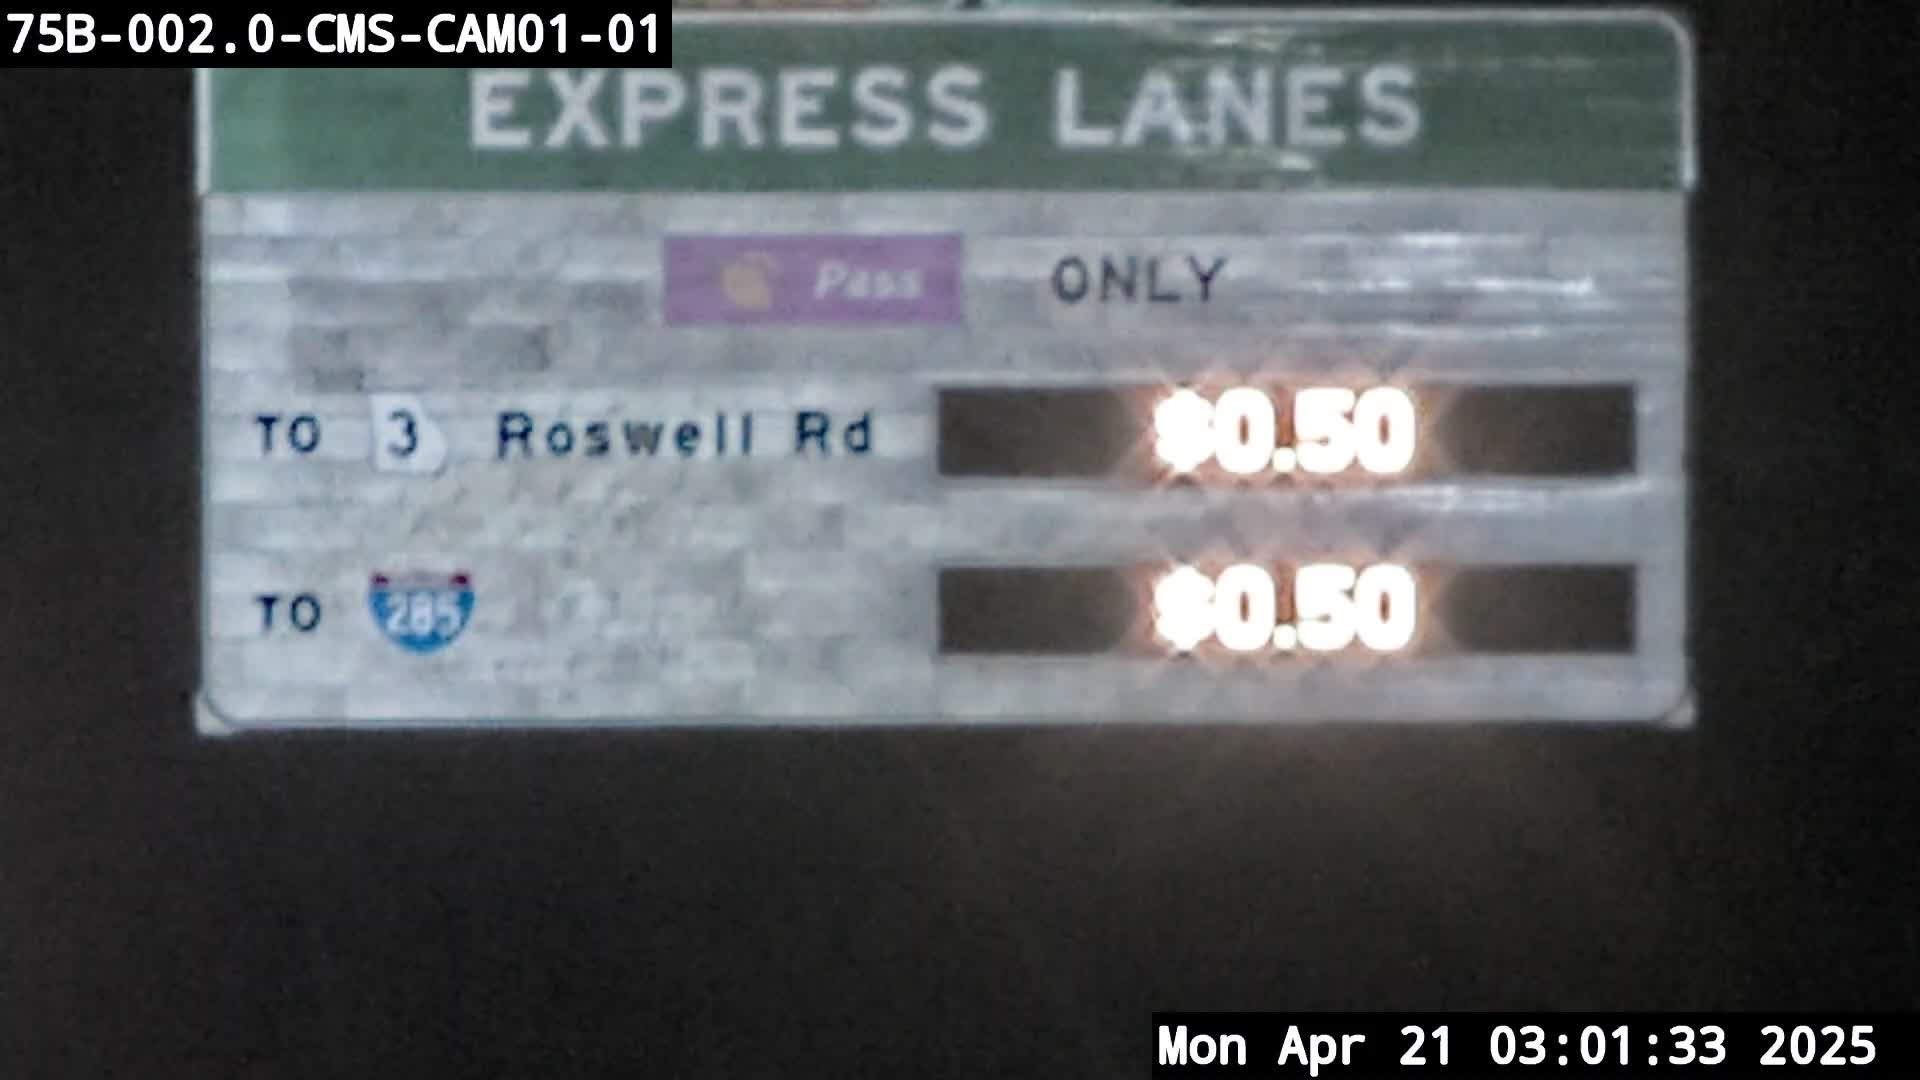 75B-002.0-CMS-CAM01-01
EXPRESS LANES
Pass ONLY
TO 3 Roswell Rd $0.50
TO 285 $0.50
Mon Apr 21 03:01:33 2025